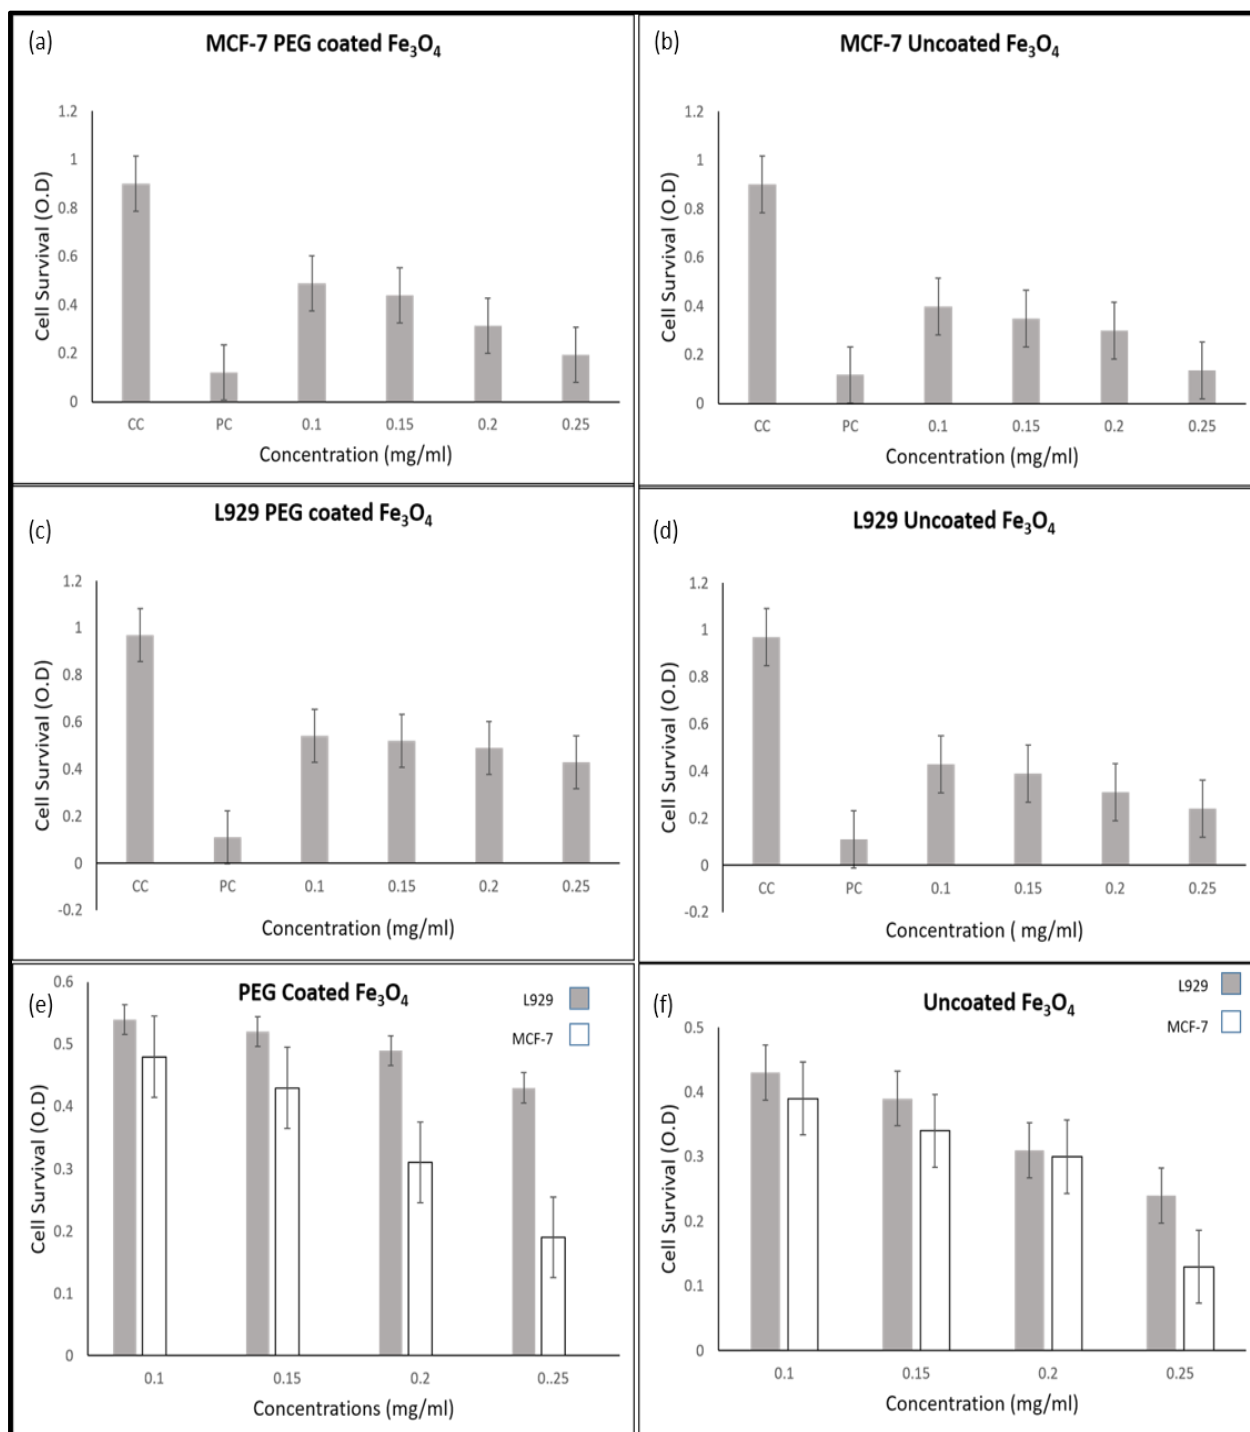 (a)
MCF-7 PEG coated Fe₃O₄
1.2
1
0.8
0.6
0.4
0.2
0
Cell Survival (O.D)
CC PC 0.1 0.15 0.2 0.25
Concentration (mg/ml)
(b)
MCF-7 Uncoated Fe₃O₄
1.2
1
0.8
0.6
0.4
0.2
0
Cell Survival (O.D)
CC PC 0.1 0.15 0.2 0.25
Concentration (mg/ml)
(c)
L929 PEG coated Fe₃O₄
1.2
1
0.8
0.6
0.4
0.2
0
-0.2
Cell Survival (O.D)
CC PC 0.1 0.15 0.2 0.25
Concentration (mg/ml)
(d)
L929 Uncoated Fe₃O₄
1.2
1
0.8
0.6
0.4
0.2
0
-0.2
Cell Survival (O.D)
CC PC 0.1 0.15 0.2 0.25
Concentration ( mg/ml)
(e)
PEG Coated Fe₃O₄
L929
MCF-7
0.6
0.5
0.4
0.3
0.2
0.1
0
Cell Survival (O.D)
0.1 0.15 0.2 0..25
Concentrations (mg/ml)
(f)
Uncoated Fe₃O₄
L929
MCF-7
0.5
0.4
0.3
0.2
0.1
0
Cell Survival (O.D)
0.1 0.15 0.2 0.25
Concentration (mg/ml)